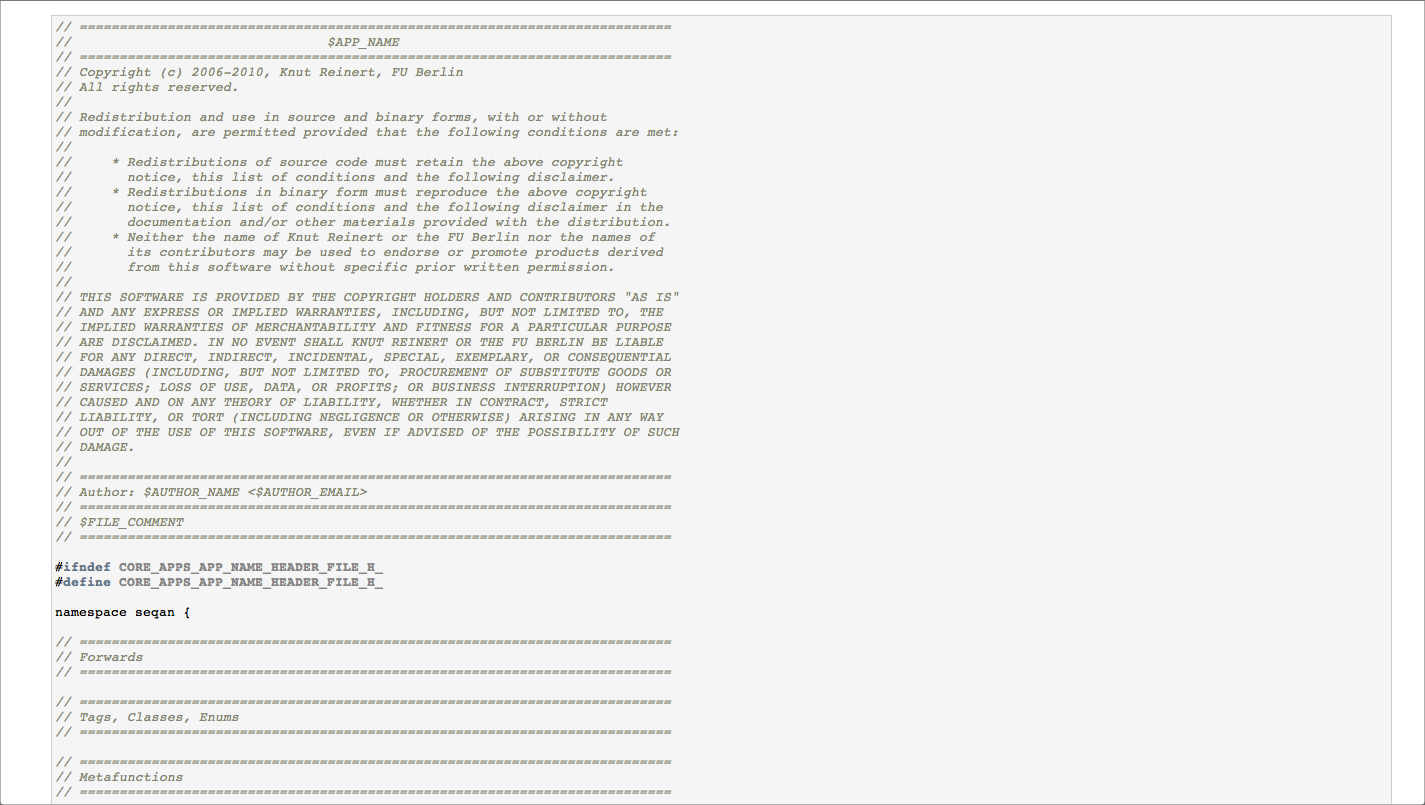 // ==========================================================================
//                                $APP_NAME
// ==========================================================================
// Copyright (c) 2006-2010, Knut Reinert, FU Berlin
// All rights reserved.
//
// Redistribution and use in source and binary forms, with or without
// modification, are permitted provided that the following conditions are met:
//
//     * Redistributions of source code must retain the above copyright
//       notice, this list of conditions and the following disclaimer.
//     * Redistributions in binary form must reproduce the above copyright
//       notice, this list of conditions and the following disclaimer in the
//       documentation and/or other materials provided with the distribution.
//     * Neither the name of Knut Reinert or the FU Berlin nor the names of
//       its contributors may be used to endorse or promote products derived
//       from this software without specific prior written permission.
//
// THIS SOFTWARE IS PROVIDED BY THE COPYRIGHT HOLDERS AND CONTRIBUTORS "AS IS"
// AND ANY EXPRESS OR IMPLIED WARRANTIES, INCLUDING, BUT NOT LIMITED TO, THE
// IMPLIED WARRANTIES OF MERCHANTABILITY AND FITNESS FOR A PARTICULAR PURPOSE
// ARE DISCLAIMED. IN NO EVENT SHALL KNUT REINERT OR THE FU BERLIN BE LIABLE
// FOR ANY DIRECT, INDIRECT, INCIDENTAL, SPECIAL, EXEMPLARY, OR CONSEQUENTIAL
// DAMAGES (INCLUDING, BUT NOT LIMITED TO, PROCUREMENT OF SUBSTITUTE GOODS OR
// SERVICES; LOSS OF USE, DATA, OR PROFITS; OR BUSINESS INTERRUPTION) HOWEVER
// CAUSED AND ON ANY THEORY OF LIABILITY, WHETHER IN CONTRACT, STRICT
// LIABILITY, OR TORT (INCLUDING NEGLIGENCE OR OTHERWISE) ARISING IN ANY WAY
// OUT OF THE USE OF THIS SOFTWARE, EVEN IF ADVISED OF THE POSSIBILITY OF SUCH
// DAMAGE.
//
// ==========================================================================
// Author: $AUTHOR_NAME <$AUTHOR_EMAIL>
// ==========================================================================
// $FILE_COMMENT
// ==========================================================================

#ifndef CORE_APPS_APP_NAME_HEADER_FILE_H_
#define CORE_APPS_APP_NAME_HEADER_FILE_H_

namespace seqan {

// ==========================================================================
// Forwards
// ==========================================================================

// ==========================================================================
// Tags, Classes, Enums
// ==========================================================================

// ==========================================================================
// Metafunctions
// ==========================================================================